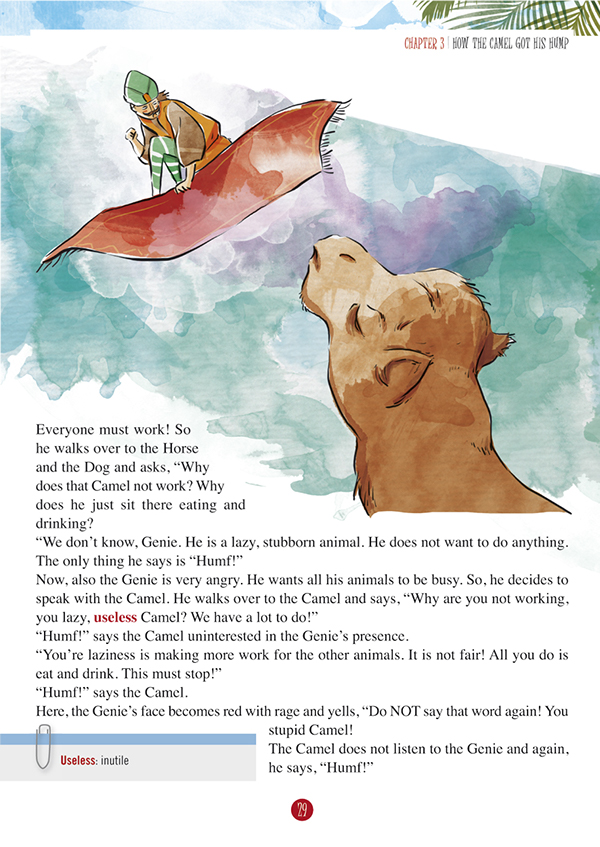 CHAPTER 3 | HOW THE CAMEL GOT HIS HUMP
Everyone must work! So
he walks over to the Horse
and the Dog and asks, “Why
does that Camel not work? Why
does he just sit there eating and
drinking?
“We don’t know, Genie. He is a lazy, stubborn animal. He does not want to do anything.
The only thing he says is “Humf!”
Now, also the Genie is very angry. He wants all his animals to be busy. So, he decides to
speak with the Camel. He walks over to the Camel and says, “Why are you not working,
you lazy, useless Camel? We have a lot to do!”
“Humf!” says the Camel uninterested in the Genie’s presence.
“You’re laziness is making more work for the other animals. It is not fair! All you do is
eat and drink. This must stop!”
“Humf!” says the Camel.
Here, the Genie’s face becomes red with rage and yells, “Do NOT say that word again! You
stupid Camel!
The Camel does not listen to the Genie and again,
he says, “Humf!”
Useless: inutile
29